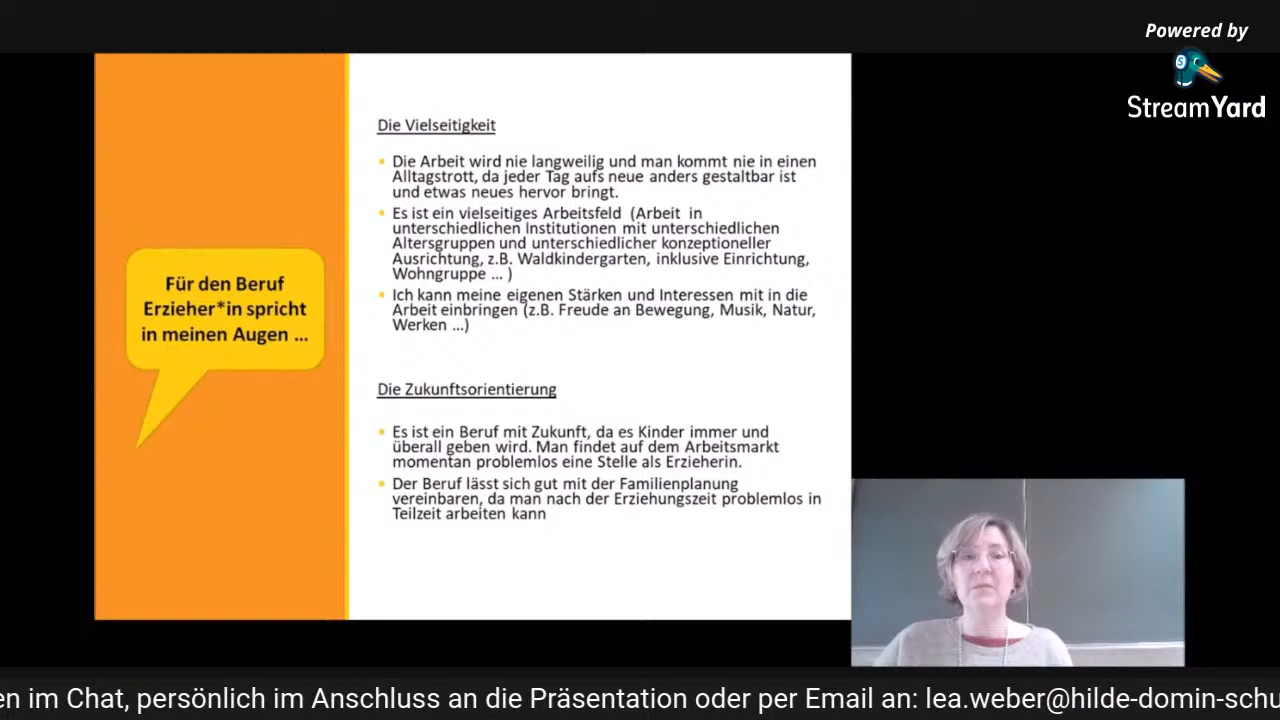 Powered by
StreamYard
Die Vielseitigkeit
Die Arbeit wird nie langweilig und man kommt nie in einen
Alltagstrott, da jeder Tag aufs neue anders gestaltbar ist
und etwas neues hervor bringt.
Es ist ein vielseitiges Arbeitsfeld (Arbeit in
unterschiedlichen Institutionen mit unterschiedlichen
Altersgruppen und unterschiedlicher konzeptioneller
Ausrichtung, z.B. Waldkindergarten, inklusive Einrichtung,
Wohngruppe ... )
Ich kann meine eigenen Stärken und Interessen mit in die
Arbeit einbringen (z.B. Freude an Bewegung, Musik, Natur,
Werken ...)
Für den Beruf
Erzieher*in spricht
in meinen Augen ...
Die Zukunftsorientierung
Es ist ein Beruf mit Zukunft, da es Kinder immer und
überall geben wird. Man findet auf dem Arbeitsmarkt
momentan problemlos eine Stelle als Erzieherin.
Der Beruf lässt sich gut mit der Familienplanung
vereinbaren, da man nach der Erziehungszeit problemlos in
Teilzeit arbeiten kann
en im Chat, persönlich im Anschluss an die Präsentation oder per Email an: lea.weber@hilde-domin-schu